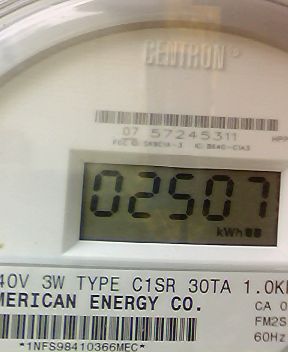 CENTRON®
07 57245311
02507
kWh
40V 3W TYPE C1SR 30TA 1.0K
MERICAN ENERGY CO.
CA 0
FM2S
60Hz
*1NFS98410366MEC*